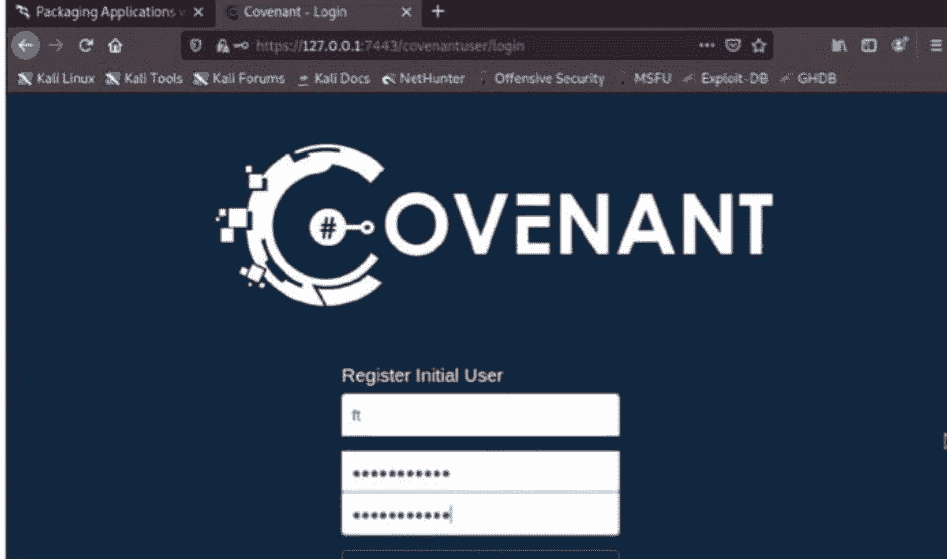 Packaging Applications v
Covenant - Login
https://127.0.0.1:7443/covenantuser/login
Kali Linux Kali Tools Kali Forums Kali Docs NetHunter Offensive Security MSFU Exploit-DB GHDB
#
COVENANT
Register Initial User
ft
•••••••••••
•••••••••••